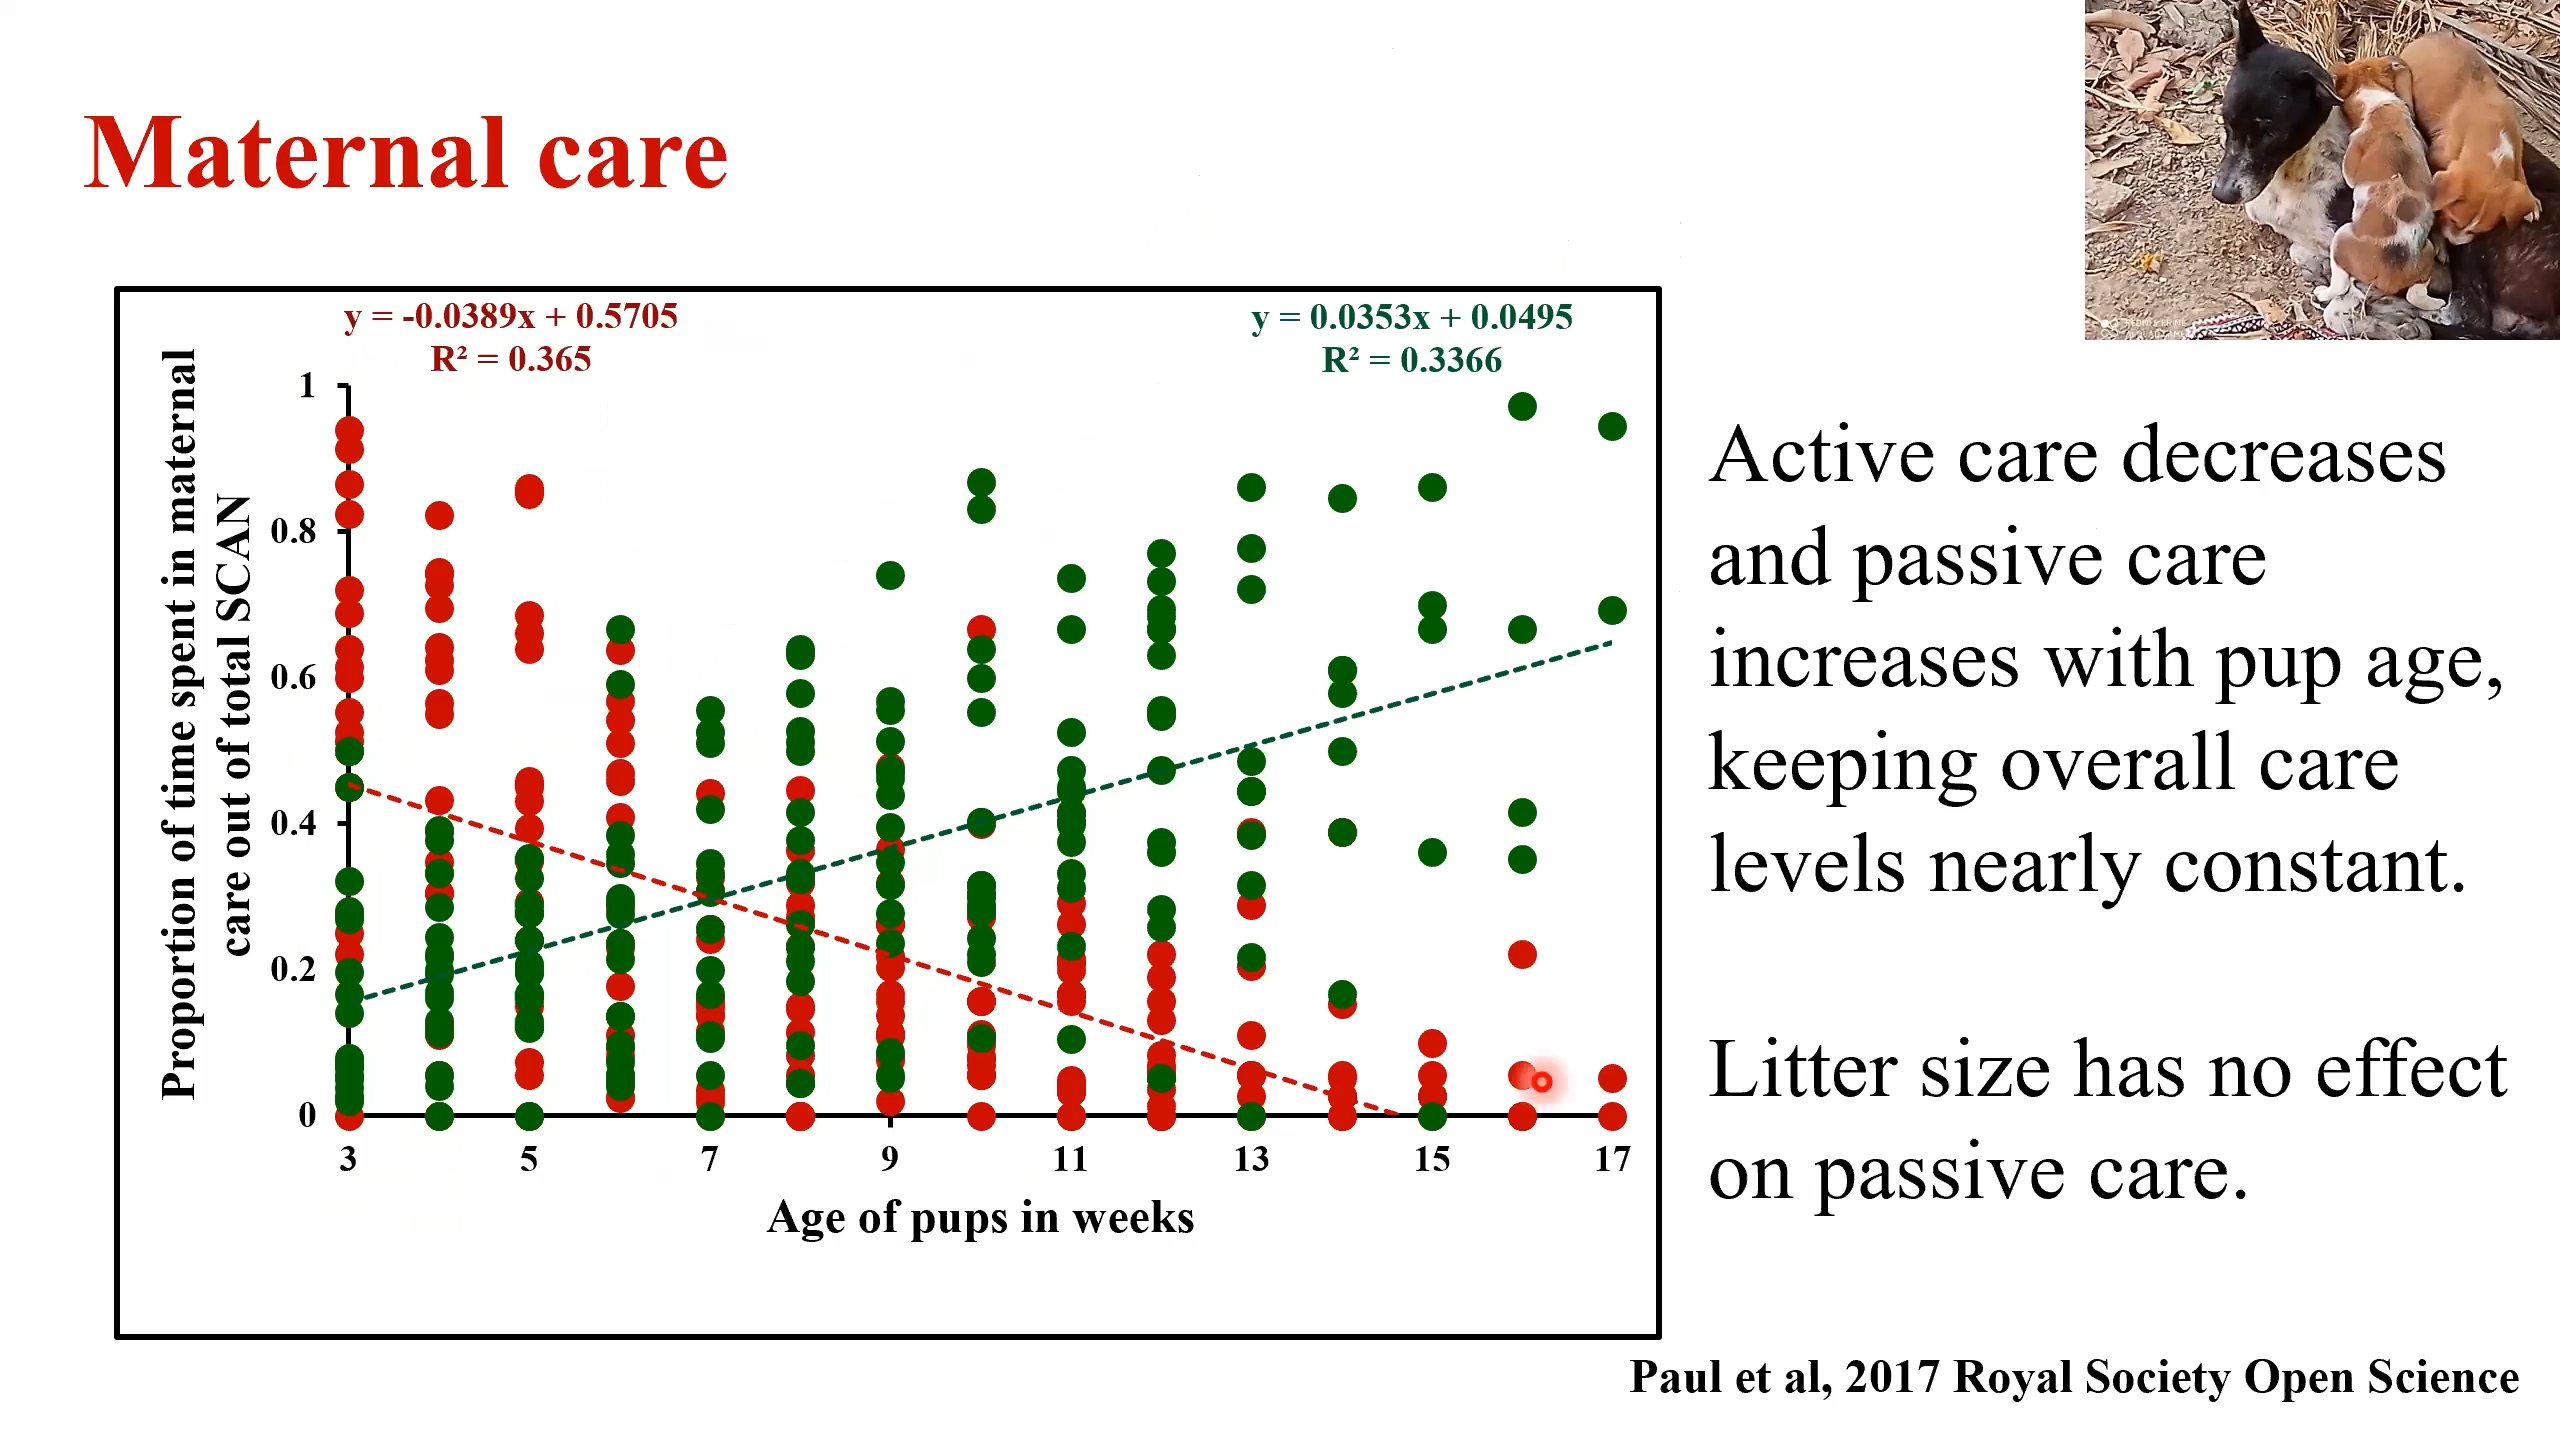 Maternal care
y = -0.0389x + 0.5705
R² = 0.365
y = 0.0353x + 0.0495
R² = 0.3366
Proportion of time spent in maternal
care out of total SCAN
1
0.8
0.6
0.4
0.2
0
3 5 7 9 11 13 15 17
Age of pups in weeks
Active care decreases
and passive care
increases with pup age,
keeping overall care
levels nearly constant.
Litter size has no effect
on passive care.
Paul et al, 2017 Royal Society Open Science